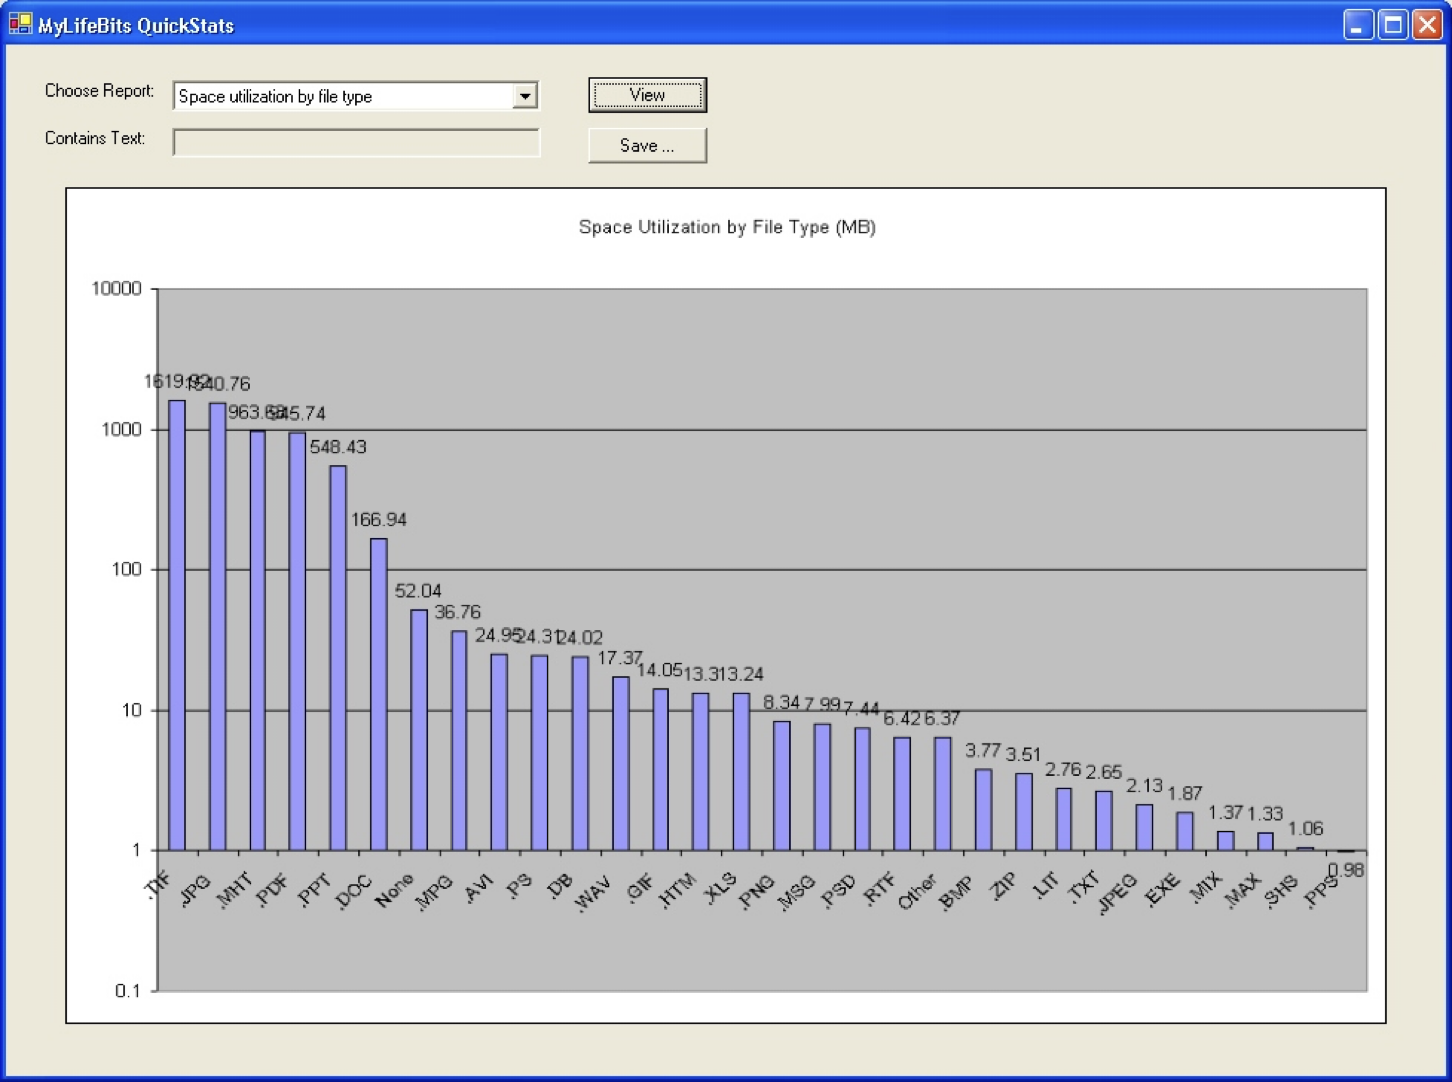 MyLifeBits QuickStats
Choose Report: Space utilization by file type View
Contains Text: Save ...
Space Utilization by File Type (MB)
10000
1619.92 1540.76
963.68 945.74
1000
548.43
166.94
100
52.04
36.76
24.95 24.31 24.02
17.37
14.05 13.3 13.24
10
8.34 7.99 7.44
6.42 6.37
3.77 3.51
2.76 2.65
2.13 1.87
1.37 1.33
1.06
1
0.98
.TIF .JPG .MHT .PDF .PPT .DOC None .MPG .AVI .PS .DB .WAV .GIF .HTM .XLS .PNG .MSG .PSD .RTF Other .BMP .ZIP .LIT .TXT .JPEG .EXE .MIX .MAX .SHS .PPS
0.1